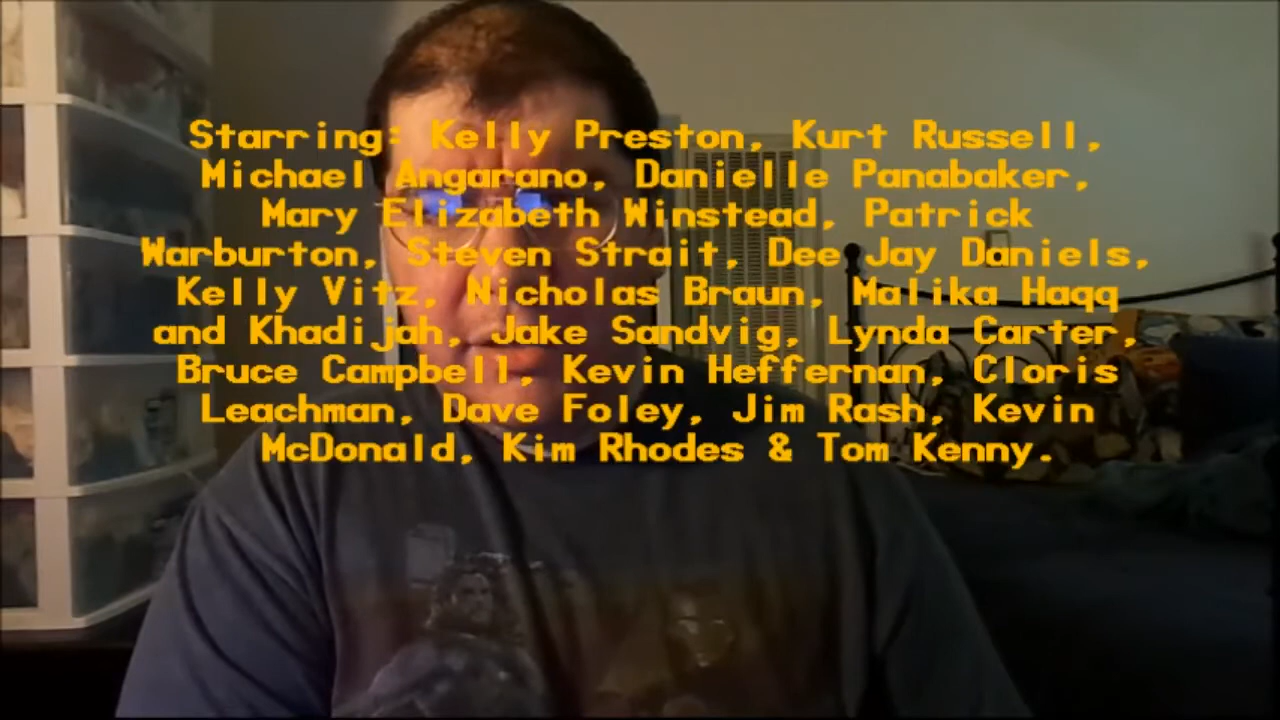 Starring: Kelly Preston, Kurt Russell,
Michael Angarano, Danielle Panabaker,
Mary Elizabeth Winstead, Patrick
Warburton, Steven Strait, Dee Jay Daniels,
Kelly Vitz, Nicholas Braun, Malika Haqq
and Khadijah, Jake Sandvig, Lynda Carter,
Bruce Campbell, Kevin Heffernan, Cloris
Leachman, Dave Foley, Jim Rash, Kevin
McDonald, Kim Rhodes & Tom Kenny.